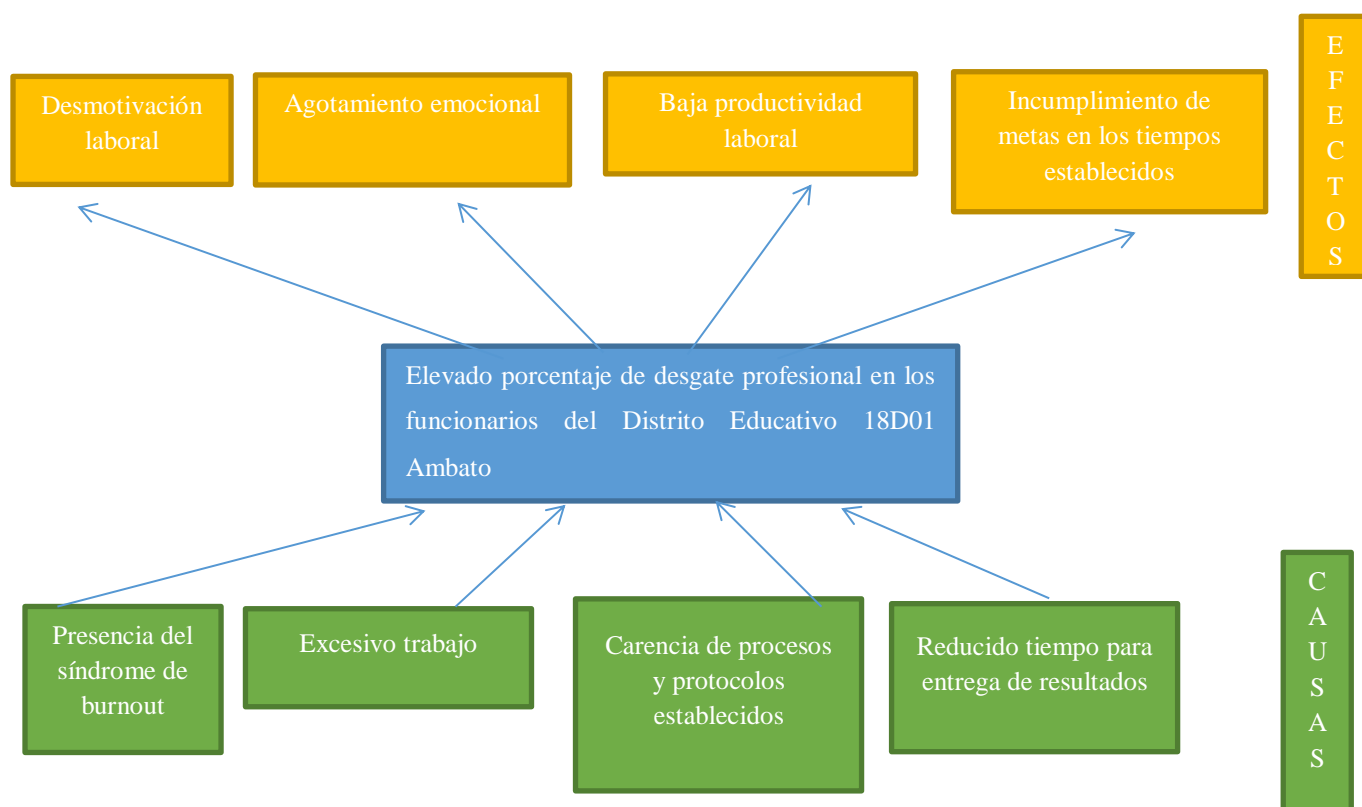 Desmotivación
laboral
Agotamiento emocional
Baja productividad
laboral
Incumplimiento de
metas en los tiempos
establecidos
E
F
E
C
T
O
S
Elevado porcentaje de desgate profesional en los
funcionarios del Distrito Educativo 18D01
Ambato
Presencia del
síndrome de
burnout
Excesivo trabajo
Carencia de procesos
y protocolos
establecidos
Reducido tiempo para
entrega de resultados
C
A
U
S
A
S